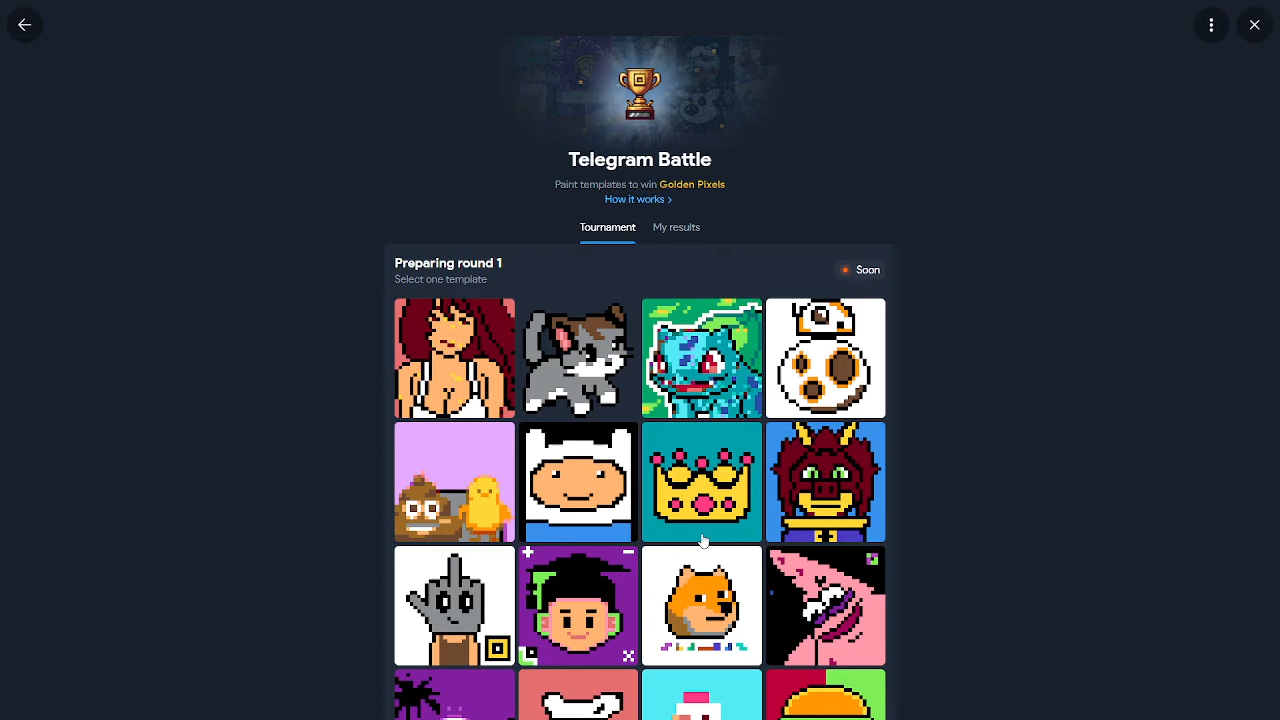 Telegram Battle
Paint templates to win Golden Pixels
How it works >
Tournament
My results
Preparing round 1
Select one template
Soon